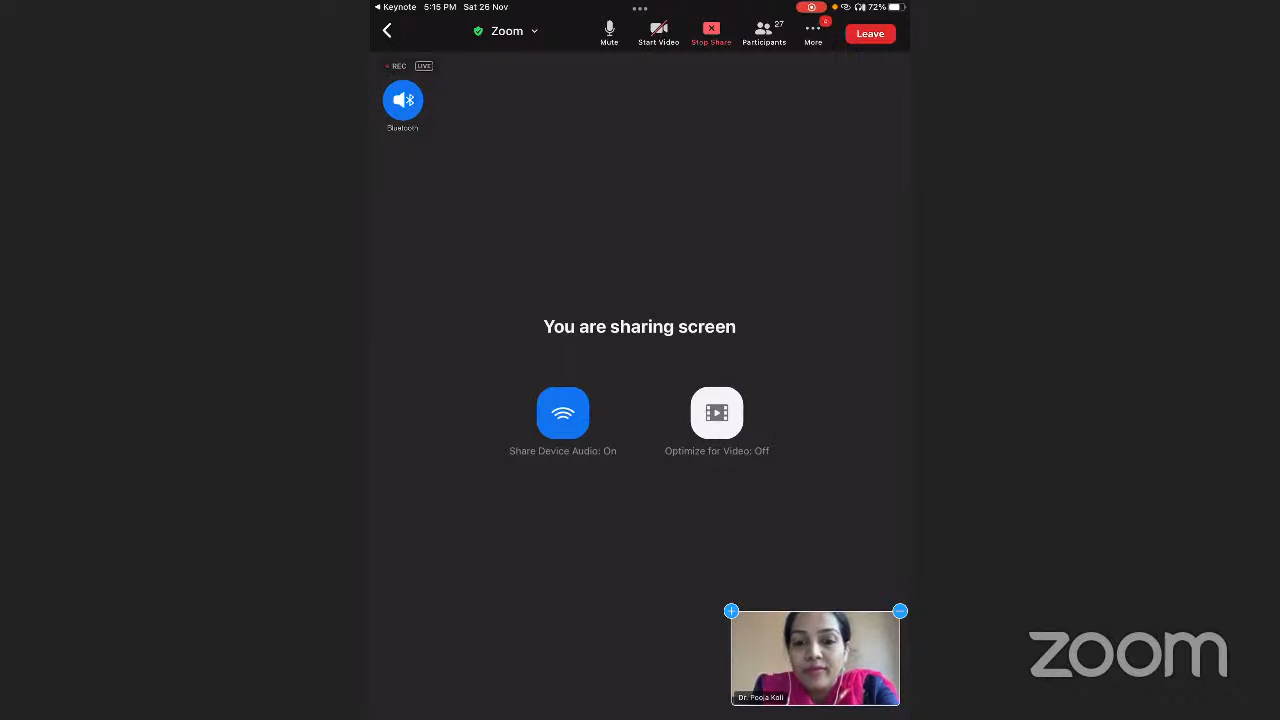 Keynote 5:15 PM Sat 26 Nov 72%
Zoom
Mute
Start Video
Stop Share
Participants 27
More
Leave
REC LIVE
Bluetooth
You are sharing screen
Share Device Audio: On
Optimize for Video: Off
Dr. Pooja Koli
zoom